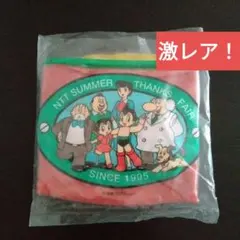 激レア！
NTT SUMMER THANKS FAIR
SINCE 1995